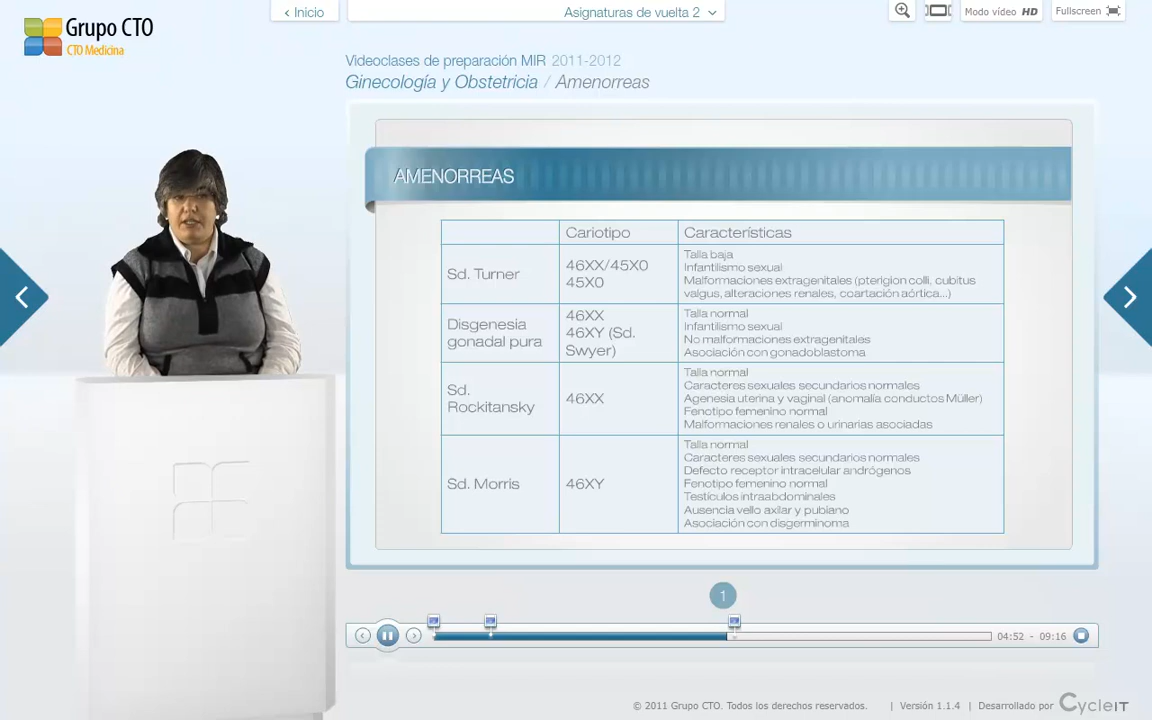 Grupo CTO
CTO Medicina
‹ Inicio
Asignaturas de vuelta 2
Modo vídeo HD
Fullscreen
Videoclases de preparación MIR 2011-2012
Ginecología y Obstetricia / Amenorreas
AMENORREAS
Cariotipo
Características
Sd. Turner
46XX/45X0
45X0
Talla baja
Infantilismo sexual
Malformaciones extragenitales (pterigion colli, cubitus
valgus, alteraciones renales, coartación aórtica...)
Disgenesia
gonadal pura
46XX
46XY (Sd.
Swyer)
Talla normal
Infantilismo sexual
No malformaciones extragenitales
Asociación con gonadoblastoma
Sd.
Rockitansky
46XX
Talla normal
Caracteres sexuales secundarios normales
Agenesia uterina y vaginal (anomalía conductos Müller)
Fenotipo femenino normal
Malformaciones renales o urinarias asociadas
Sd. Morris
46XY
Talla normal
Caracteres sexuales secundarios normales
Defecto receptor intracelular andrógenos
Fenotipo femenino normal
Testículos intraabdominales
Ausencia vello axilar y pubiano
Asociación con disgerminoma
1
04:52 - 09:16
© 2011 Grupo CTO. Todos los derechos reservados. | Versión 1.1.4 | Desarrollado por CycleIT